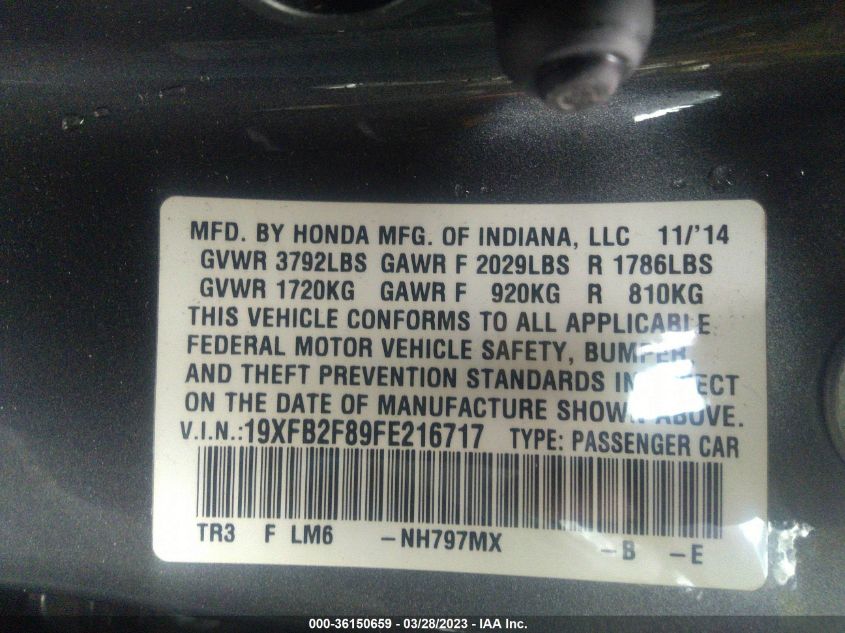 MFD. BY HONDA MFG. OF INDIANA, LLC 11/'14
GVWR 3792LBS GAWR F 2029LBS R 1786LBS
GVWR 1720KG GAWR F 920KG R 810KG
THIS VEHICLE CONFORMS TO ALL APPLICABLE
FEDERAL MOTOR VEHICLE SAFETY, BUMPER,
AND THEFT PREVENTION STANDARDS IN EFFECT
ON THE DATE OF MANUFACTURE SHOWN ABOVE.
V.I.N.:19XFB2F89FE216717 TYPE: PASSENGER CAR
TR3 F LM6 -NH797MX -B -E
000-36150659 - 03/28/2023 - IAA Inc.